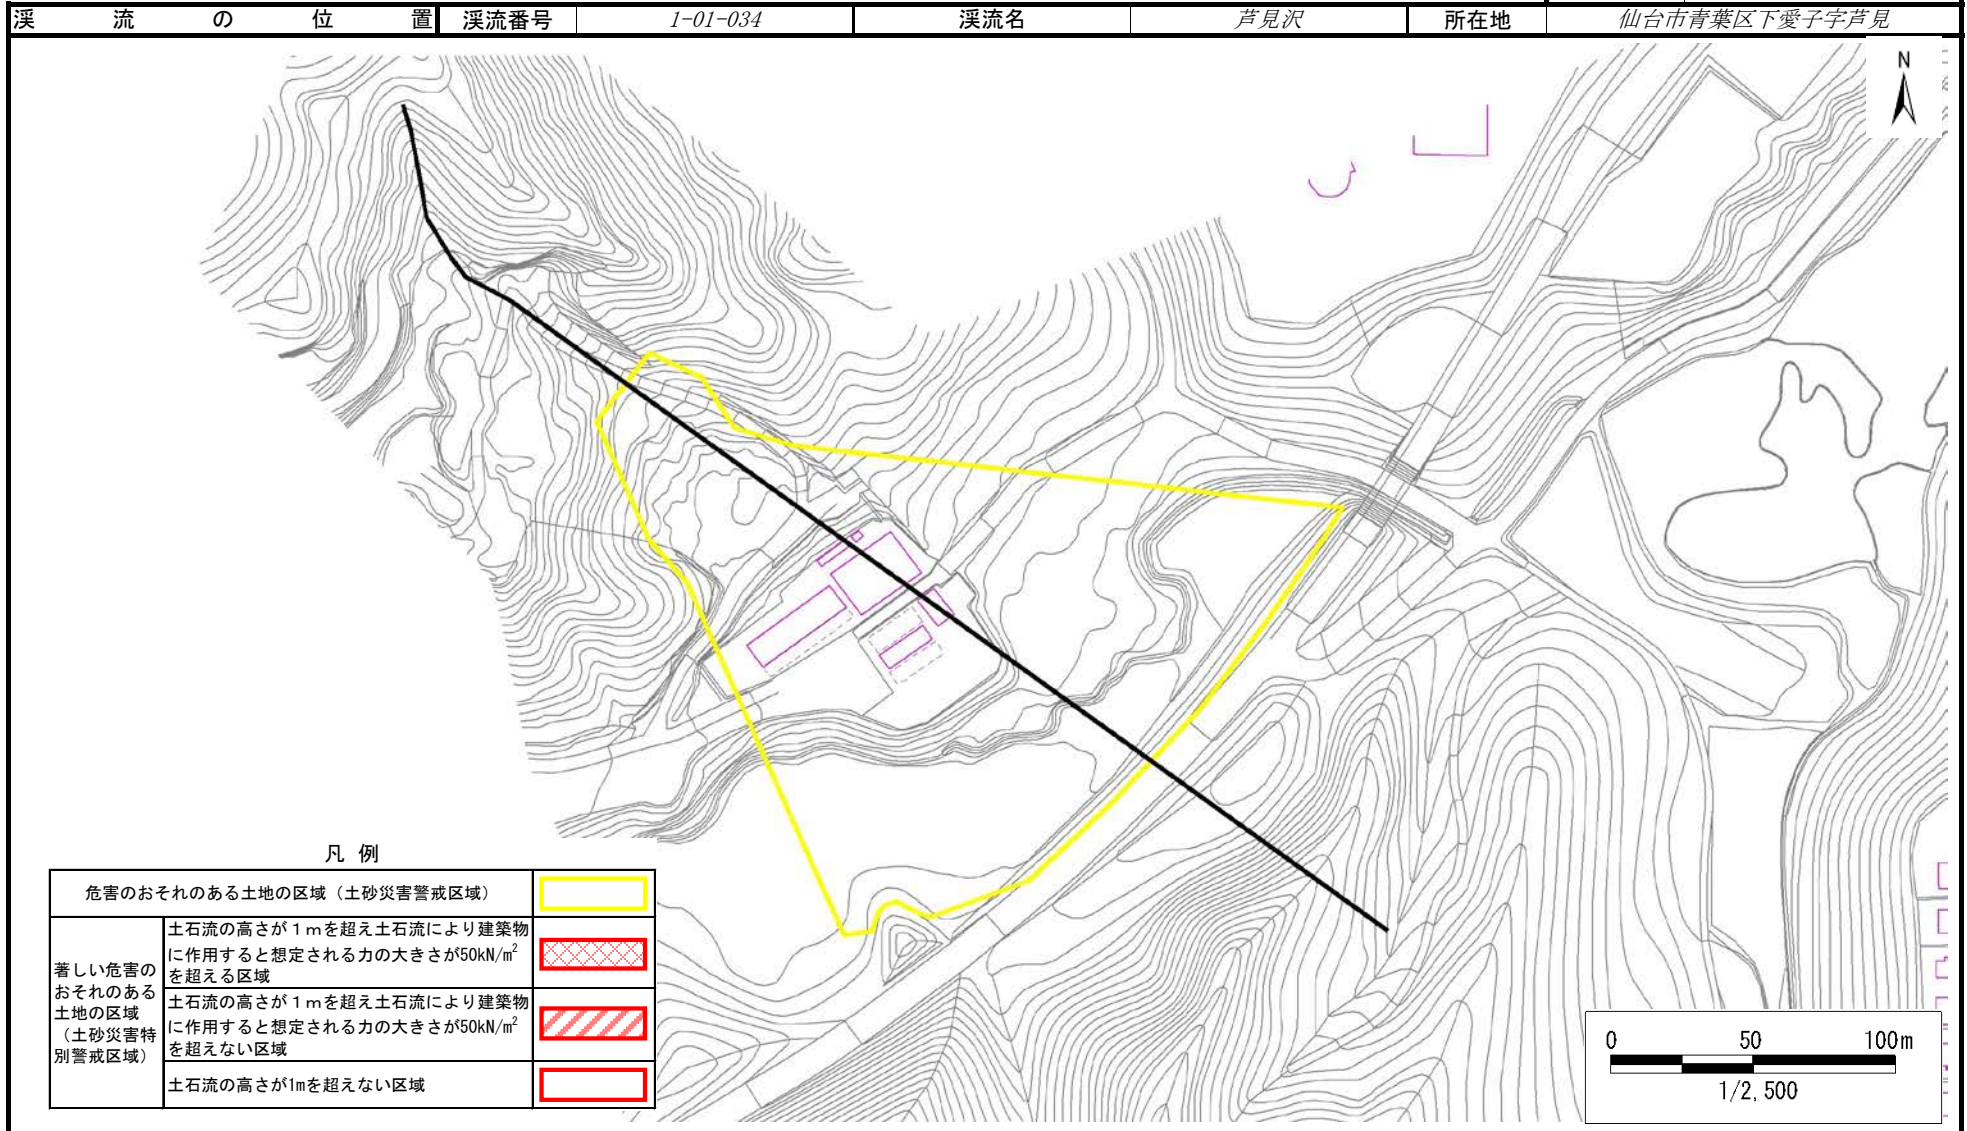 渓流の位置 渓流番号 1-01-034 渓流名 芦見沢 所在地 仙台市青葉区下愛子字芦見
N
凡 例
危害のおそれのある土地の区域（土砂災害警戒区域）
著しい危害の
おそれのある
土地の区域
（土砂災害特
別警戒区域）
土石流の高さが１ｍを超え土石流により建築物
に作用すると想定される力の大きさが50kN/㎡
を超える区域
土石流の高さが１ｍを超え土石流により建築物
に作用すると想定される力の大きさが50kN/㎡
を超えない区域
土石流の高さが1mを超えない区域
0 50 100m
1/2,500